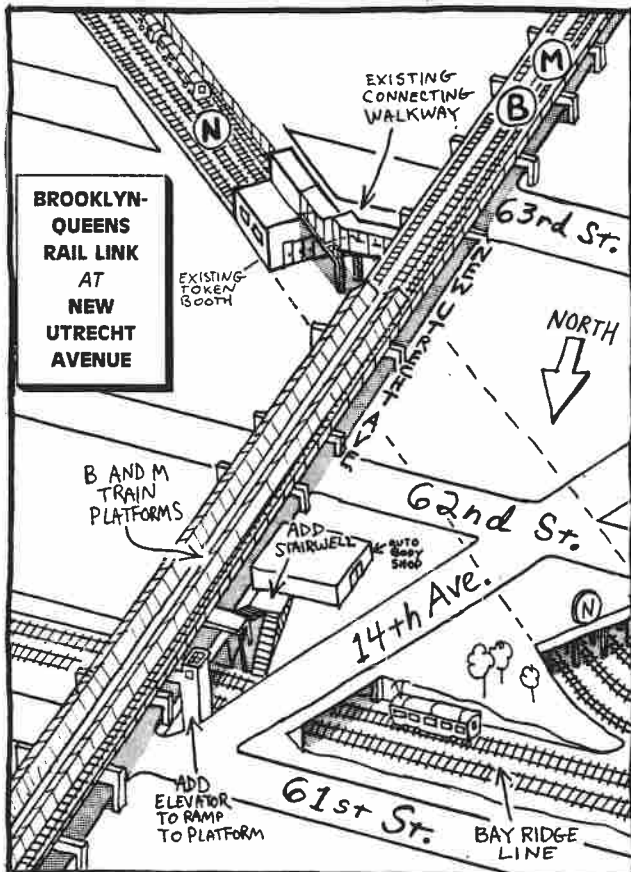 M
B
N
EXISTING
CONNECTING
WALKWAY
63rd St.
BROOKLYN-
QUEENS
RAIL LINK
AT
NEW
UTRECHT
AVENUE
EXISTING
TOKEN
BOOTH
NEW UTRECHT AVE.
NORTH
B AND M
TRAIN
PLATFORMS
62nd St.
ADD
STAIRWELL
AUTO
BODY
SHOP
14th Ave.
N
ADD
ELEVATOR
TO RAMP
TO PLATFORM
61st St.
BAY RIDGE
LINE